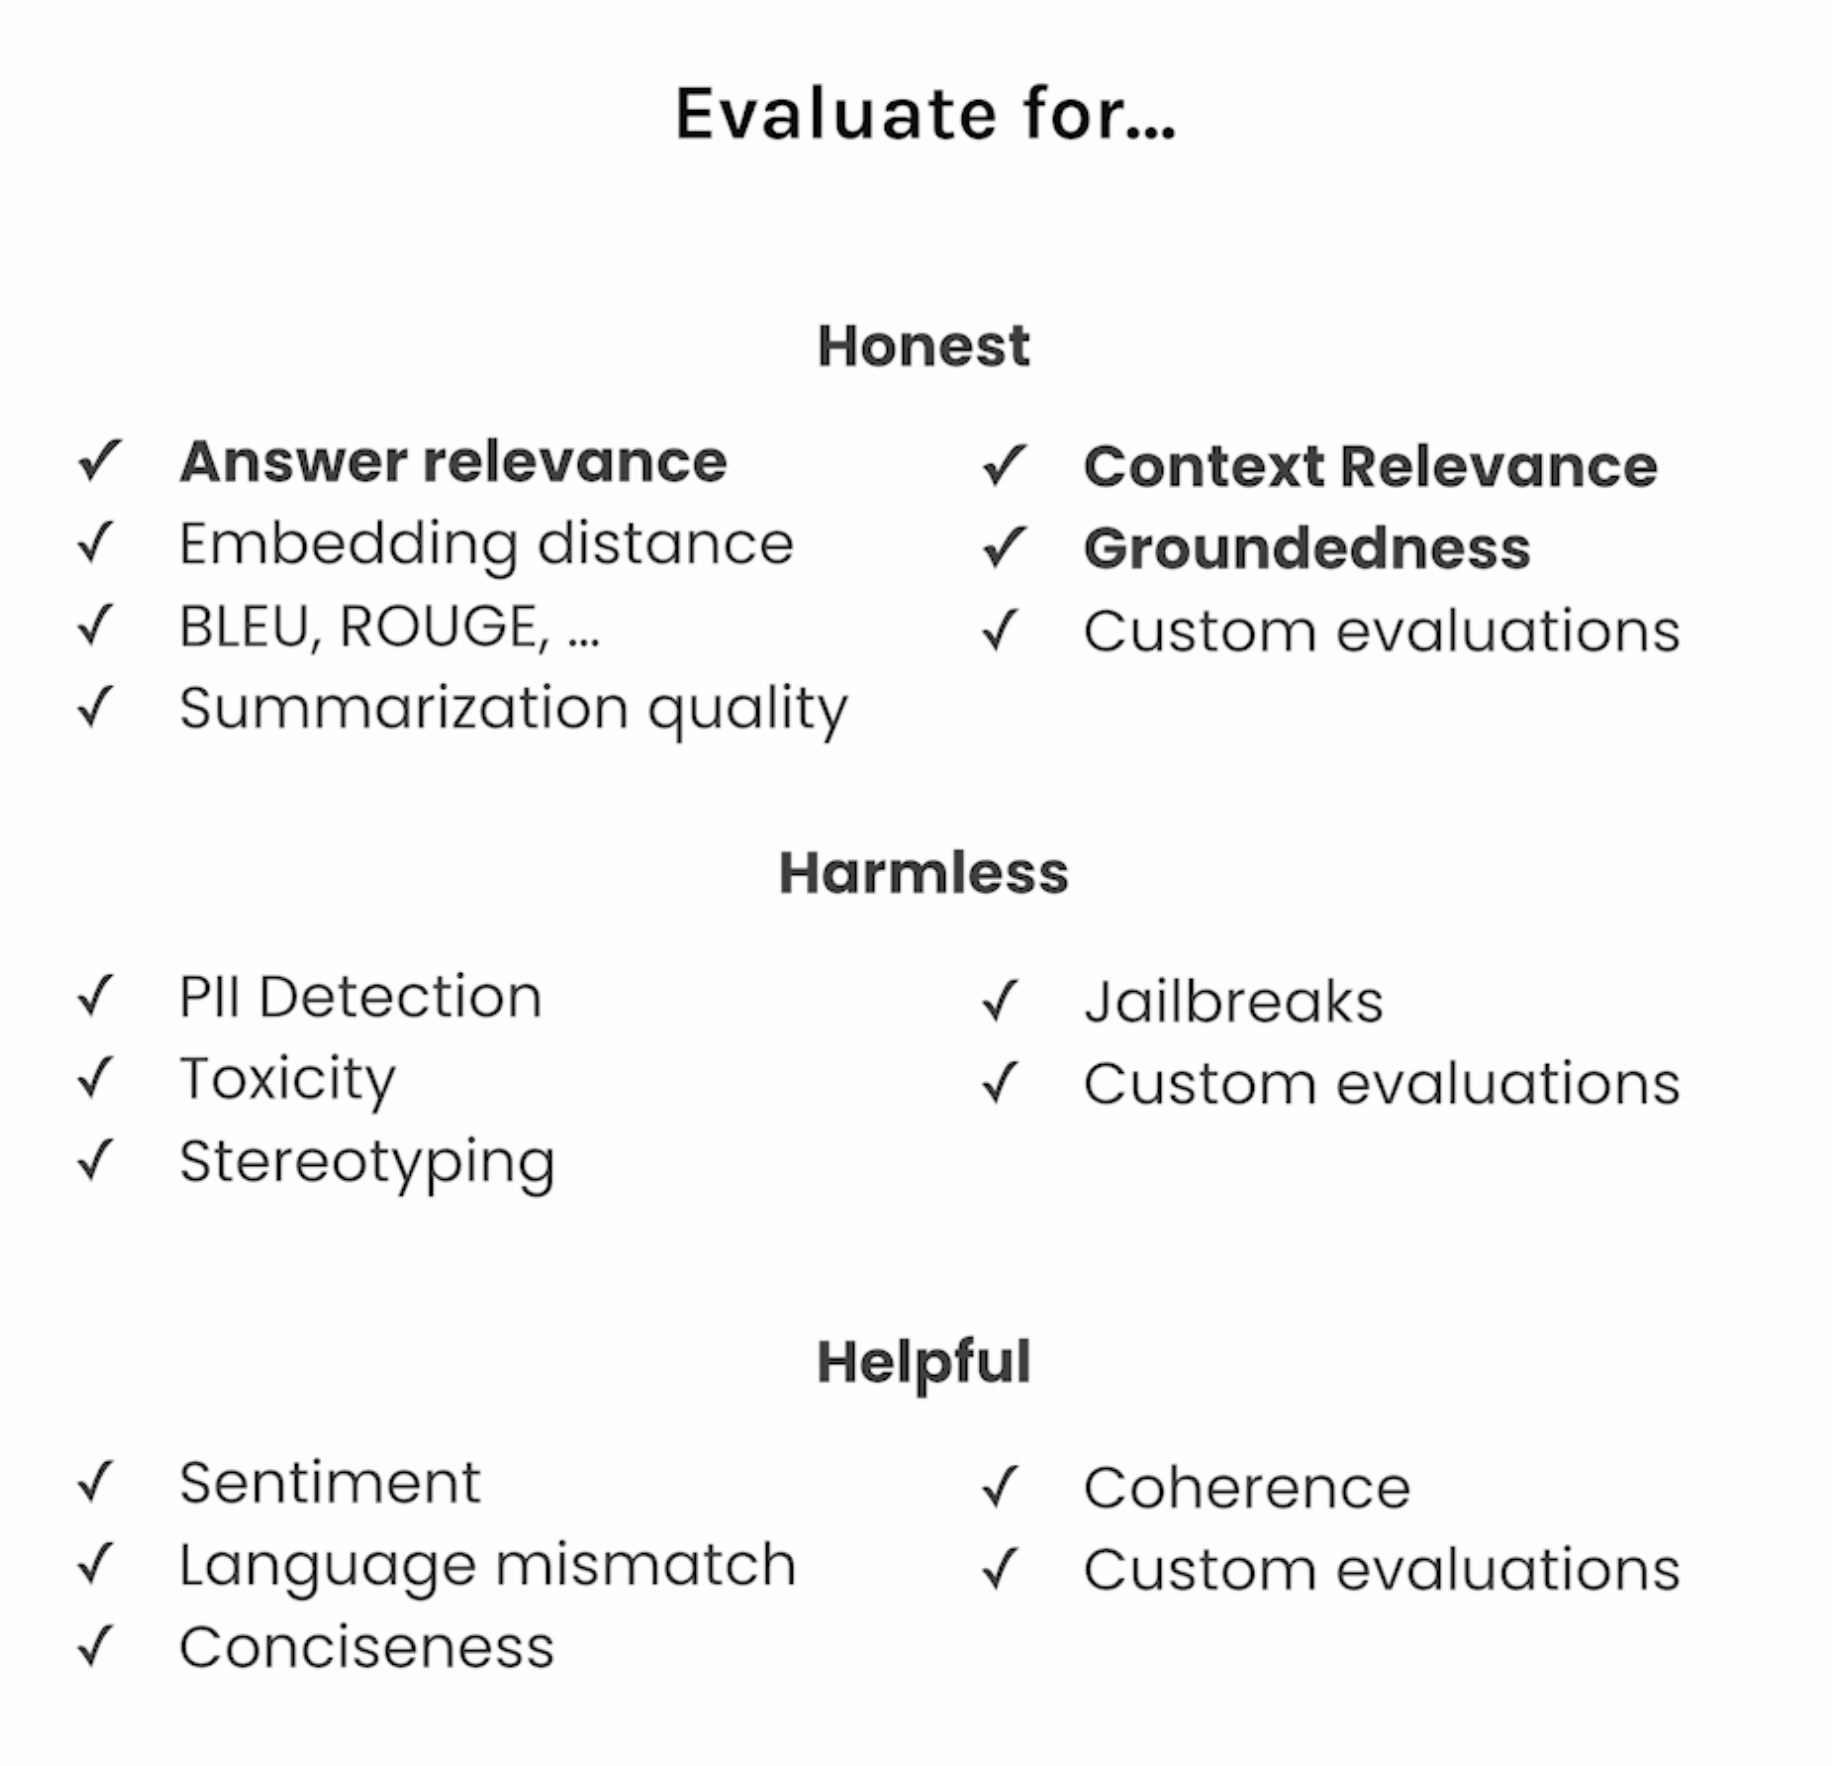 Evaluate for...
Honest
✓ Answer relevance
✓ Embedding distance
✓ BLEU, ROUGE, ...
✓ Summarization quality
✓ Context Relevance
✓ Groundedness
✓ Custom evaluations
Harmless
✓ PII Detection
✓ Toxicity
✓ Stereotyping
✓ Jailbreaks
✓ Custom evaluations
Helpful
✓ Sentiment
✓ Language mismatch
✓ Conciseness
✓ Coherence
✓ Custom evaluations